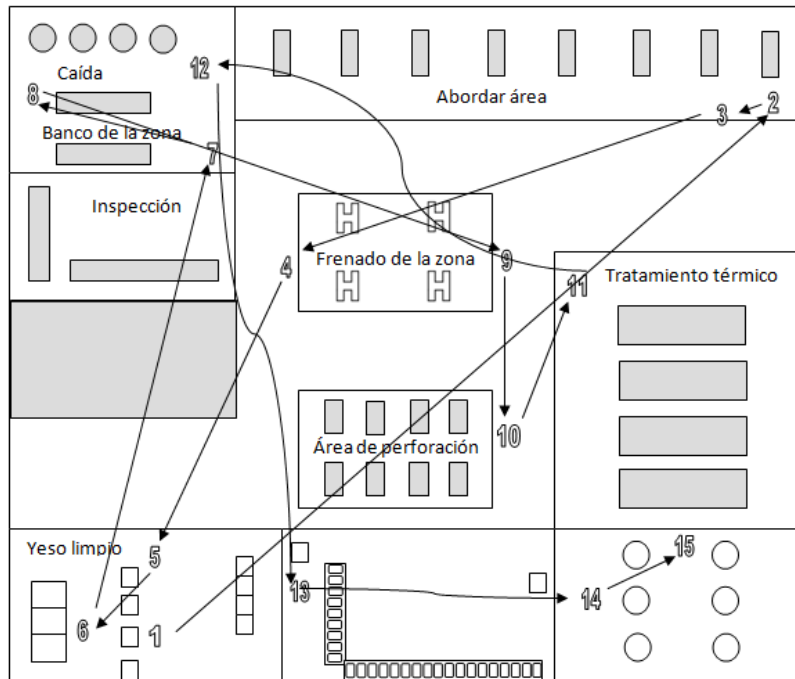 12
Caída
8
Abordar área
3
2
Banco de la zona
7
Inspección
H H
4
Frenado de la zona
9
H H
11
Tratamiento térmico
Área de perforación
10
Yeso limpio
5
6
1
13
14
15